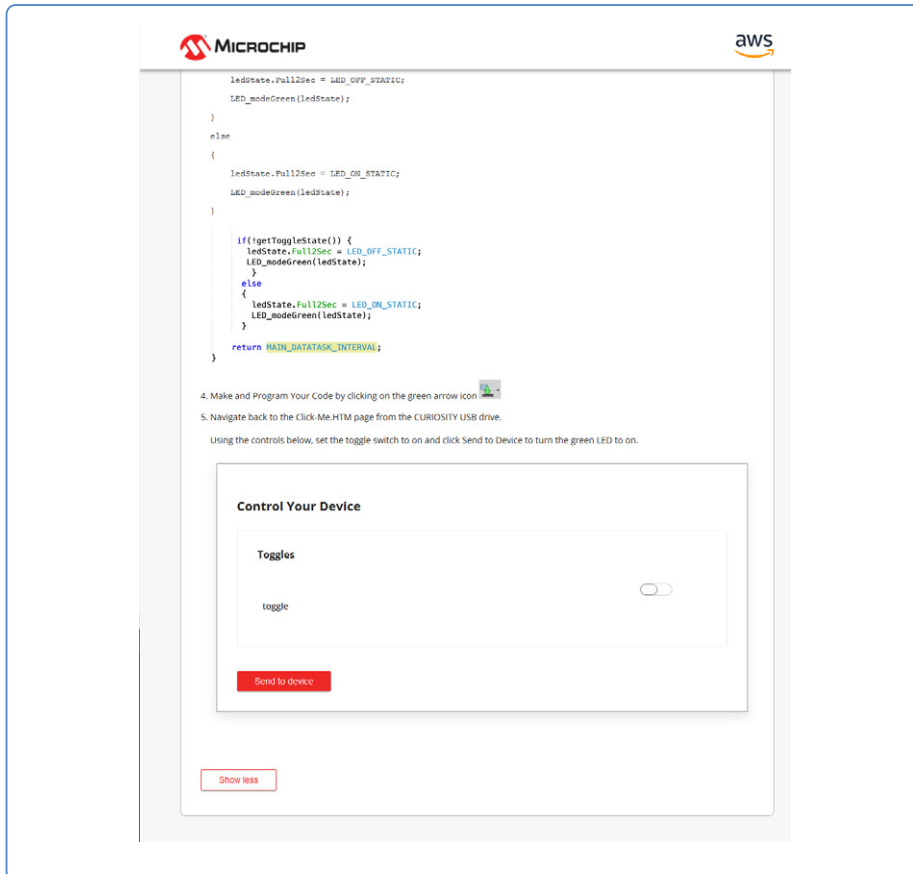 MICROCHIP
aws
ledState.Full2Sec = LED_OFF_STATIC;
LED_modeGreen(ledState);
}
else
{
ledState.Full2Sec = LED_ON_STATIC;
LED_modeGreen(ledState);
}
if(!getToggleState()) {
ledState.Full2Sec = LED_OFF_STATIC;
LED_modeGreen(ledState);
}
else
{
ledState.Full2Sec = LED_ON_STATIC;
LED_modeGreen(ledState);
}
return MAIN_DATATASK_INTERVAL;
}
4. Make and Program Your Code by clicking on the green arrow icon
5. Navigate back to the Click-Me.HTM page from the CURIOSITY USB drive.
Using the controls below, set the toggle switch to on and click Send to Device to turn the green LED to on.
Control Your Device
Toggles
toggle
Send to device
Show less